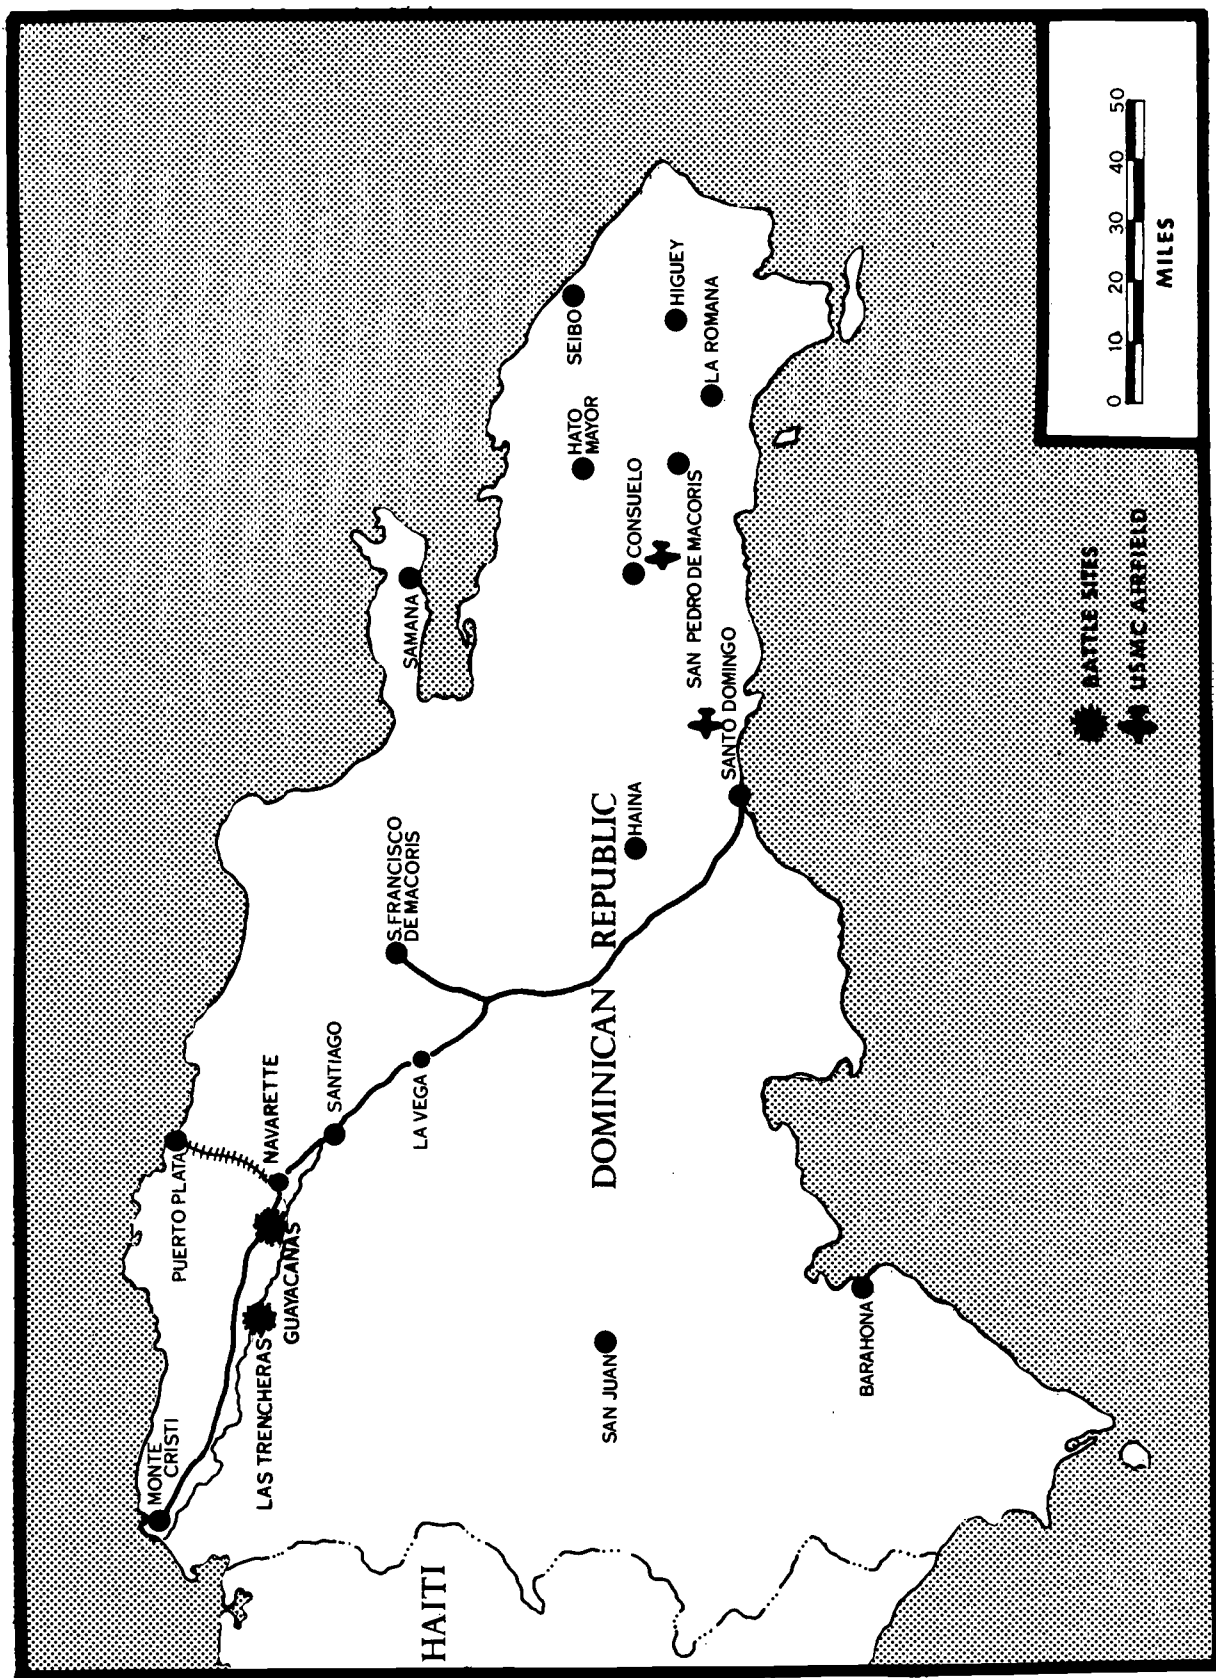 MONTE
CRISTI
PUERTO PLATA
NAVARETTE
LAS TRENCHERAS
GUAYACANAS
SANTIAGO
LA VEGA
S. FRANCISCO
DE MACORIS
SAMANA
HAITI
SEIBO
HATO
MAYOR
DOMINICAN REPUBLIC
SAN JUAN
HAINA
CONSUELO
HIGUEY
SAN PEDRO DE MACORIS
LA ROMANA
SANTO DOMINGO
BARAHONA
BATTLE SITES
USMC AIRFIELD
0 10 20 30 40 50
MILES